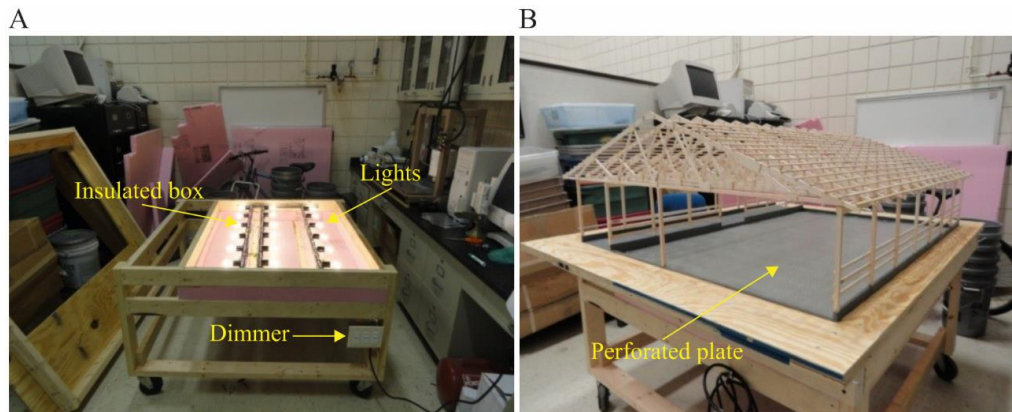 A
B
Insulated box
Lights
Dimmer
Perforated plate